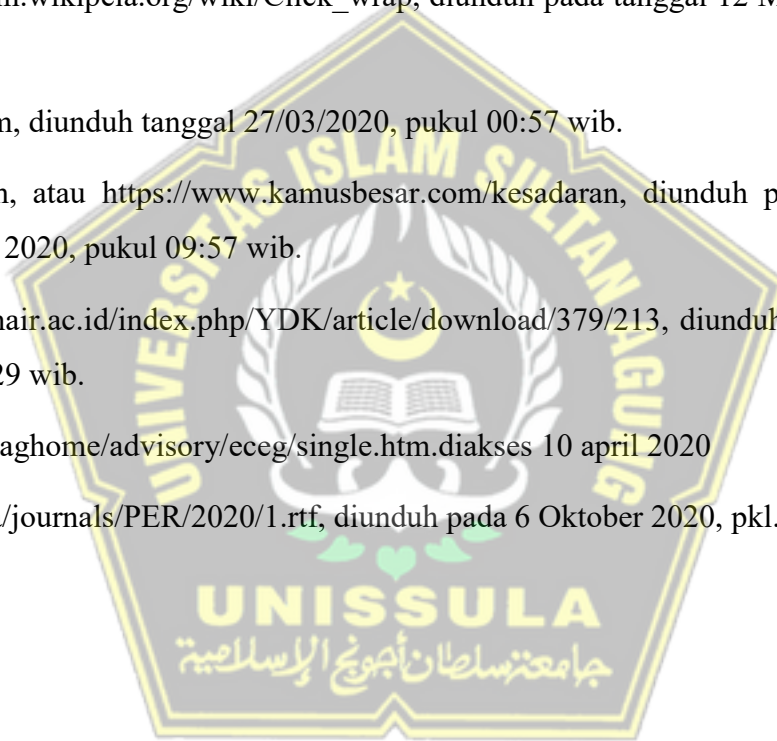 m.wikipeia.org/wiki/Click_wrap, diunduh pada tanggal 12 M
m, diunduh tanggal 27/03/2020, pukul 00:57 wib.
n, atau https://www.kamusbesar.com/kesadaran, diunduh p
2020, pukul 09:57 wib.
nair.ac.id/index.php/YDK/article/download/379/213, diunduh
29 wib.
aghome/advisory/eceg/single.htm.diakses 10 april 2020
/journals/PER/2020/1.rtf, diunduh pada 6 Oktober 2020, pkl.
UNIVERSITAS ISLAM SULTAN AGUNG
UNISSULA
جامعة سلطان أجونج الإسلامية